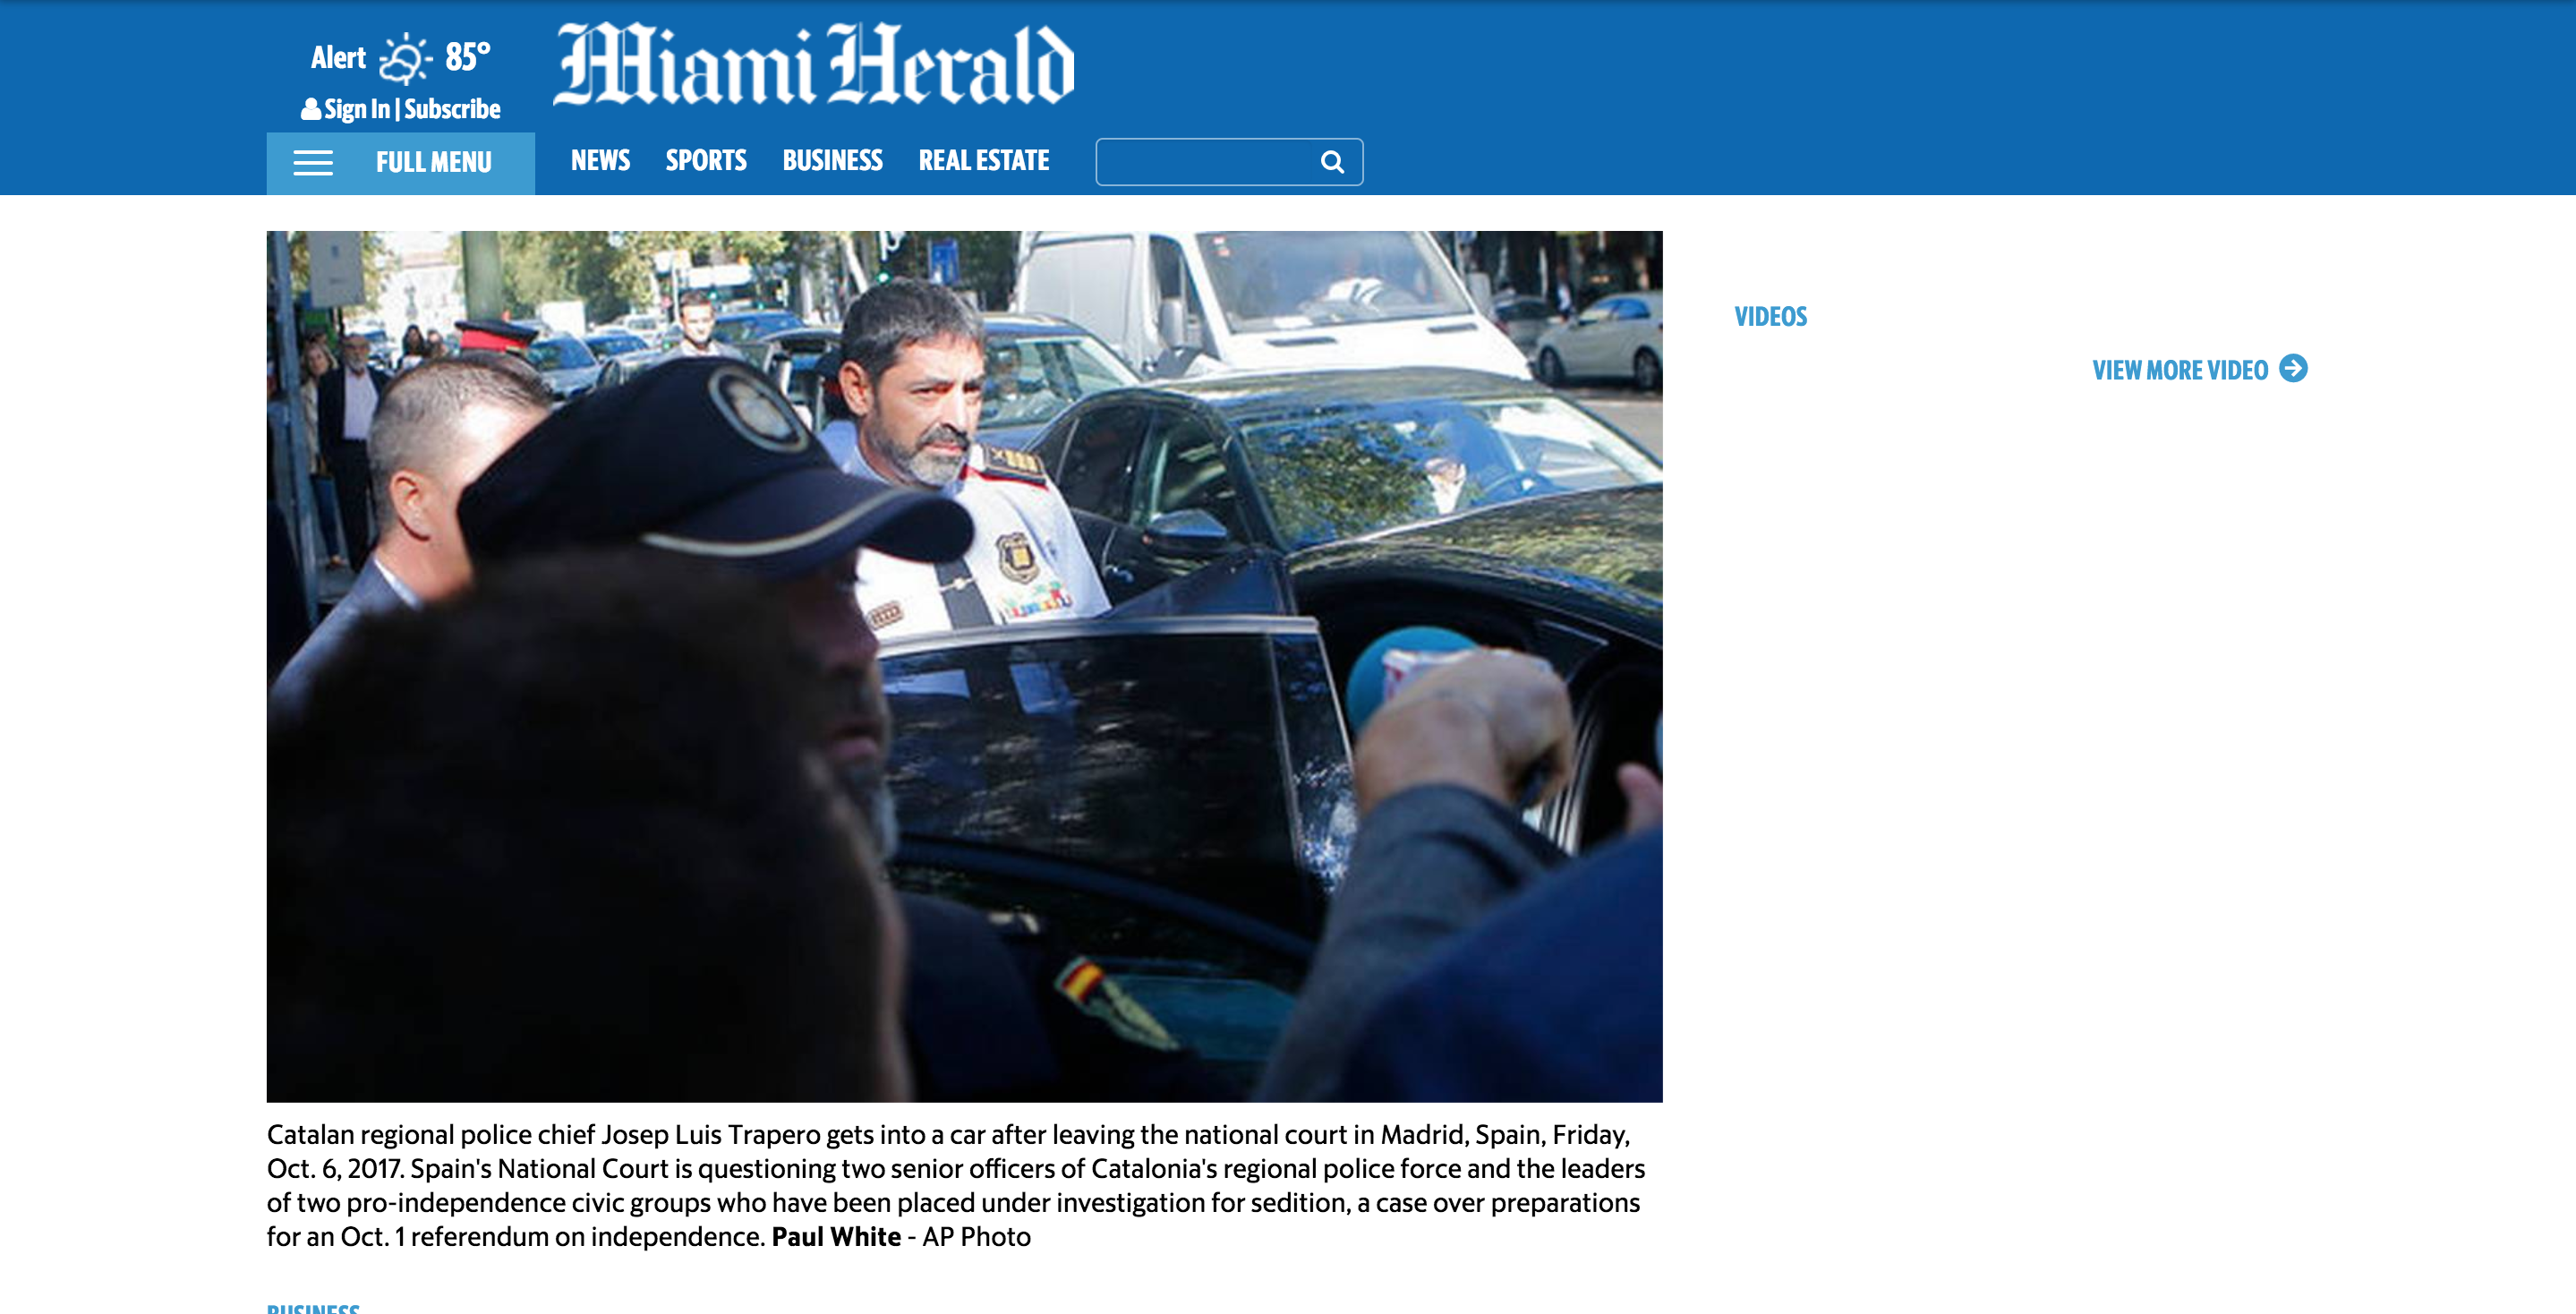 Alert 85°
Sign In | Subscribe
Miami Herald
FULL MENU
NEWS SPORTS BUSINESS REAL ESTATE
VIDEOS
VIEW MORE VIDEO
Catalan regional police chief Josep Luis Trapero gets into a car after leaving the national court in Madrid, Spain, Friday,
Oct. 6, 2017. Spain's National Court is questioning two senior officers of Catalonia's regional police force and the leaders
of two pro-independence civic groups who have been placed under investigation for sedition, a case over preparations
for an Oct. 1 referendum on independence. Paul White - AP Photo
BUSINESS